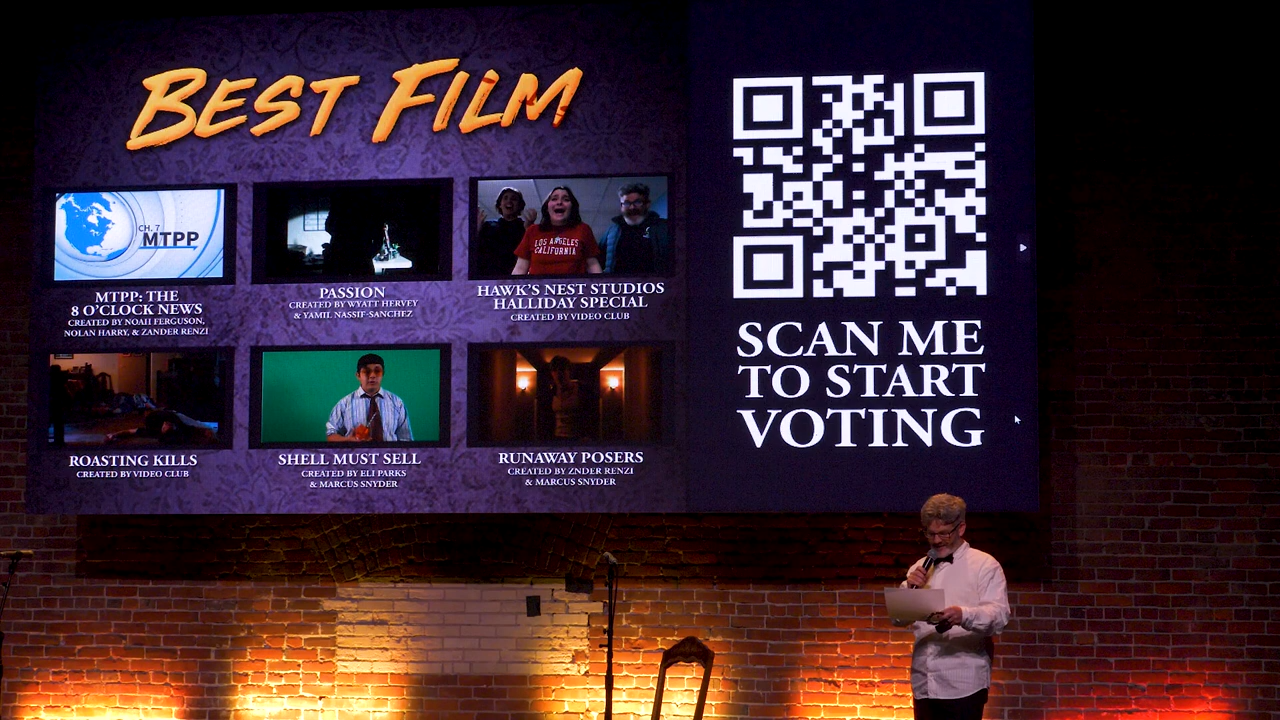 BEST FILM
CH. 7
MTPP
MTPP: THE
8 O'CLOCK NEWS
CREATED BY NOAH FERGUSON,
NOLAN HARRY, & ZANDER RENZI
PASSION
CREATED BY WYATT HERVEY
& YAMIL NASSIF-SANCHEZ
LOS ANGELES
CALIFORNIA
HAWK'S NEST STUDIOS
HALLIDAY SPECIAL
CREATED BY VIDEO CLUB
ROASTING KILLS
CREATED BY VIDEO CLUB
SHELL MUST SELL
CREATED BY ELI PARKS
& MARCUS SNYDER
RUNAWAY POSERS
CREATED BY ZNDER RENZI
& MARCUS SNYDER
SCAN ME
TO START
VOTING